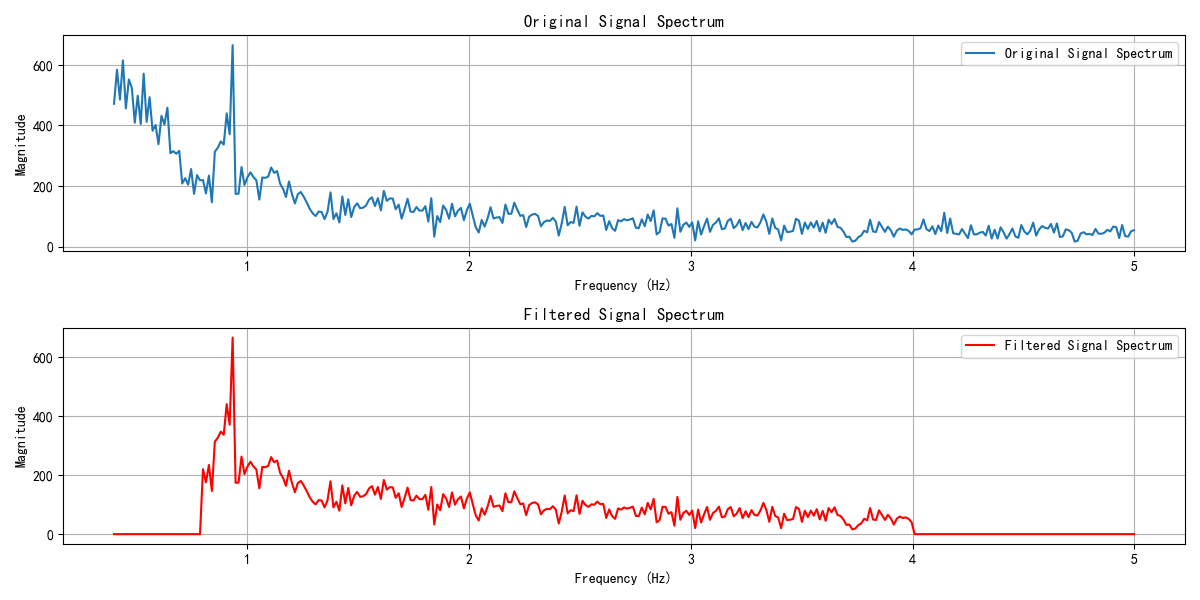 Original Signal Spectrum
Original Signal Spectrum
Magnitude
600
400
200
0
1 2 3 4 5
Frequency (Hz)
Filtered Signal Spectrum
Filtered Signal Spectrum
Magnitude
600
400
200
0
1 2 3 4 5
Frequency (Hz)